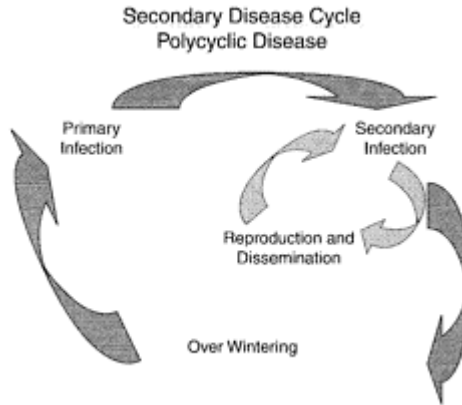 Secondary Disease Cycle
Polycyclic Disease
Primary
Infection
Secondary
Infection
Reproduction and
Dissemination
Over Wintering